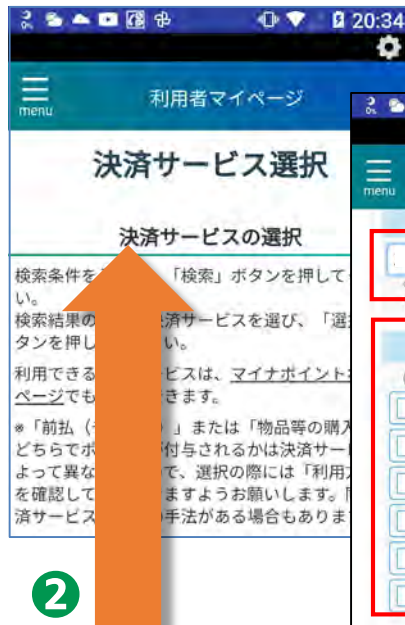 20:34
menu
利用者マイページ
決済サービス選択
決済サービスの選択
検索条件を 「検索」ボタンを押して
い。
検索結果の 済サービスを選び、「選
タンを押し い。
利用できる ビスは、マイナポイント
ページでも きます。
※「前払( )」または「物品等の購入
どちらでポ 付与されるかは決済サー
よって異な で、選択の際には「利用
を確認して ますようお願いします。
済サービス 手法がある場合もありま
menu
2